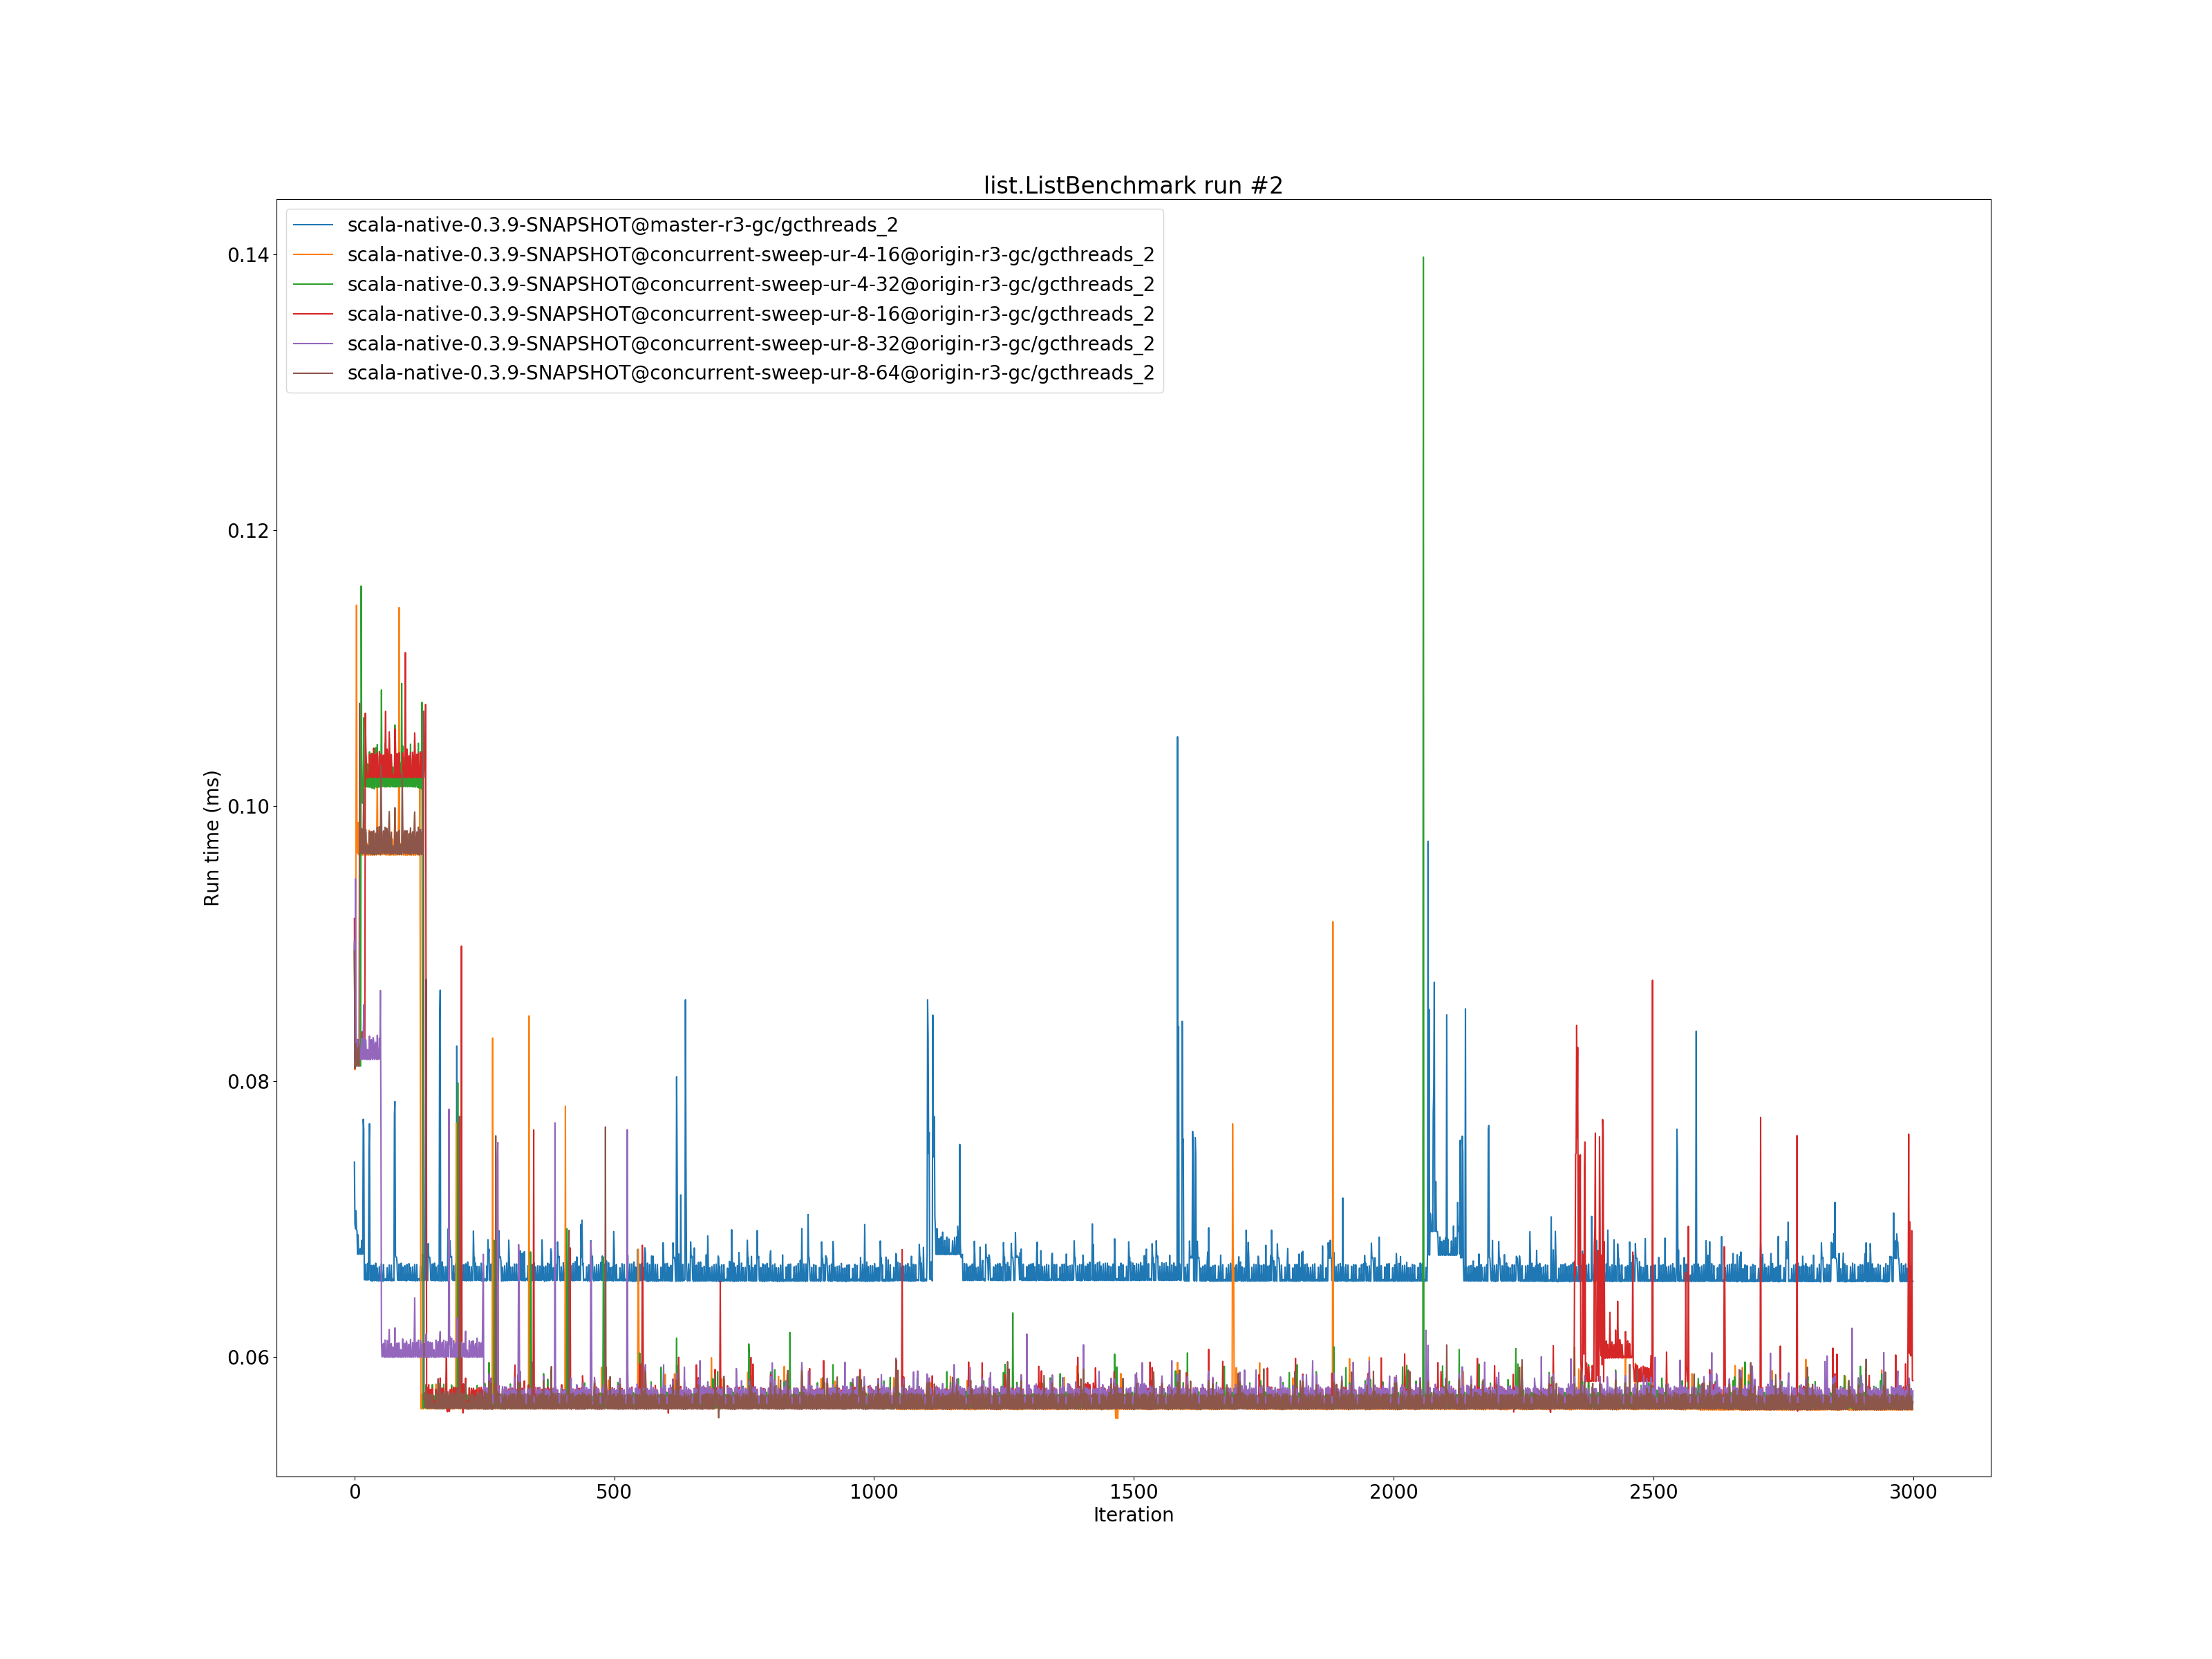 list.ListBenchmark run #2
scala-native-0.3.9-SNAPSHOT@master-r3-gc/gcthreads_2
scala-native-0.3.9-SNAPSHOT@concurrent-sweep-ur-4-16@origin-r3-gc/gcthreads_2
scala-native-0.3.9-SNAPSHOT@concurrent-sweep-ur-4-32@origin-r3-gc/gcthreads_2
scala-native-0.3.9-SNAPSHOT@concurrent-sweep-ur-8-16@origin-r3-gc/gcthreads_2
scala-native-0.3.9-SNAPSHOT@concurrent-sweep-ur-8-32@origin-r3-gc/gcthreads_2
scala-native-0.3.9-SNAPSHOT@concurrent-sweep-ur-8-64@origin-r3-gc/gcthreads_2
0.14
0.12
0.10
0.08
0.06
Run time (ms)
0 500 1000 1500 2000 2500 3000
Iteration